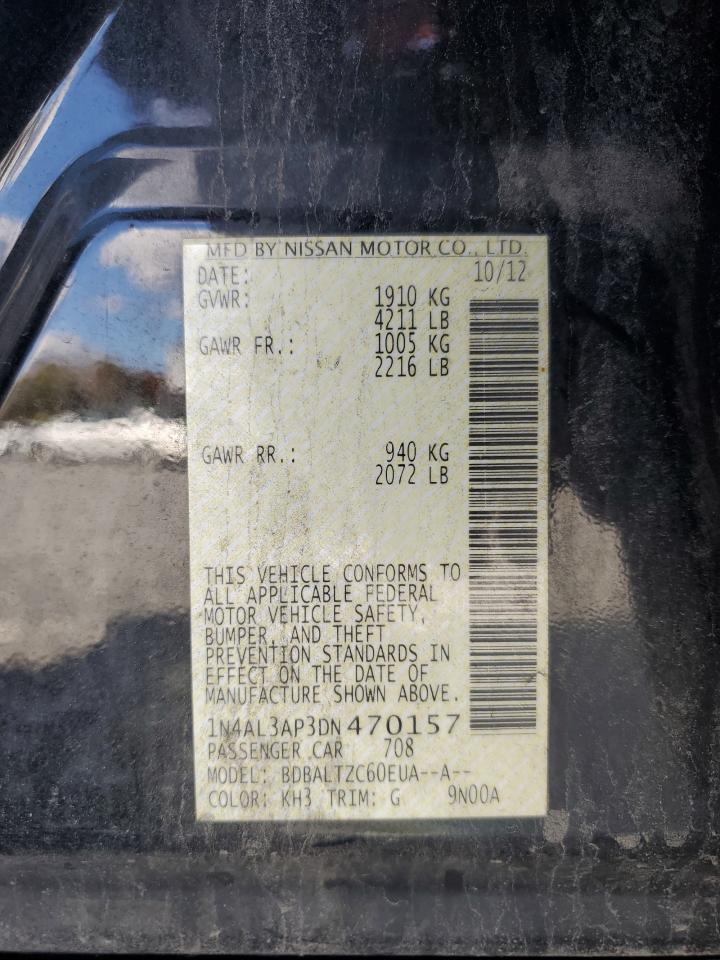 MFD BY NISSAN MOTOR CO., LTD.
DATE: 10/12
GVWR: 1910 KG
4211 LB
GAWR FR.: 1005 KG
2216 LB
GAWR RR.: 940 KG
2072 LB
THIS VEHICLE CONFORMS TO
ALL APPLICABLE FEDERAL
MOTOR VEHICLE SAFETY,
BUMPER, AND THEFT
PREVENTION STANDARDS IN
EFFECT ON THE DATE OF
MANUFACTURE SHOWN ABOVE.
1N4AL3AP3DN470157
PASSENGER CAR 708
MODEL: BDBALTZC60EUA--A--
COLOR: KH3 TRIM: G 9N00A